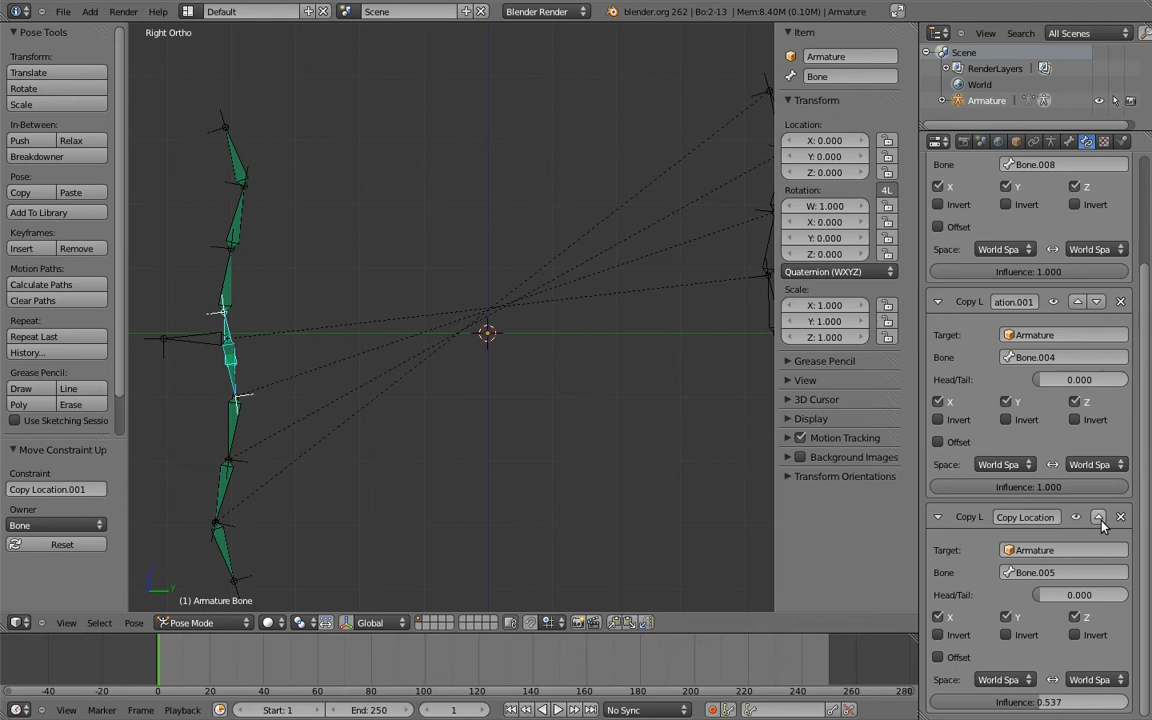 File Add Render Help Default Scene Blender Render blender.org 262 | Bo:2-13 | Mem:8.40M (0.10M) | Armature
Pose Tools
Transform:
Translate
Rotate
Scale
In-Between:
Push Relax
Breakdowner
Pose:
Copy Paste
Add To Library
Keyframes:
Insert Remove
Motion Paths:
Calculate Paths
Clear Paths
Repeat:
Repeat Last
History...
Grease Pencil:
Draw Line
Poly Erase
Use Sketching Sessio
Move Constraint Up
Constraint
Copy Location.001
Owner
Bone
Reset
Right Ortho
z
y
(1) Armature Bone
View Select Pose Pose Mode Global
Item
Armature
Bone
Transform
Location:
X: 0.000
Y: 0.000
Z: 0.000
Rotation: 4L
W: 1.000
X: 0.000
Y: 0.000
Z: 0.000
Quaternion (WXYZ)
Scale:
X: 1.000
Y: 1.000
Z: 1.000
Grease Pencil
View
3D Cursor
Display
Motion Tracking
Background Images
Transform Orientations
View Search All Scenes
Scene
RenderLayers
World
Armature
Bone Bone.008
X Y Z
Invert Invert Invert
Offset
Space: World Spa World Spa
Influence: 1.000
Copy L ation.001
Target: Armature
Bone Bone.004
Head/Tail: 0.000
X Y Z
Invert Invert Invert
Offset
Space: World Spa World Spa
Influence: 1.000
Copy L Copy Location
Target: Armature
Bone Bone.005
Head/Tail: 0.000
X Y Z
Invert Invert Invert
Offset
Space: World Spa World Spa
Influence: 0.537
-40 -20 0 20 40 60 80 100 120 140 160 180 200 220 240 260 280
View Marker Frame Playback Start: 1 End: 250 1 No Sync